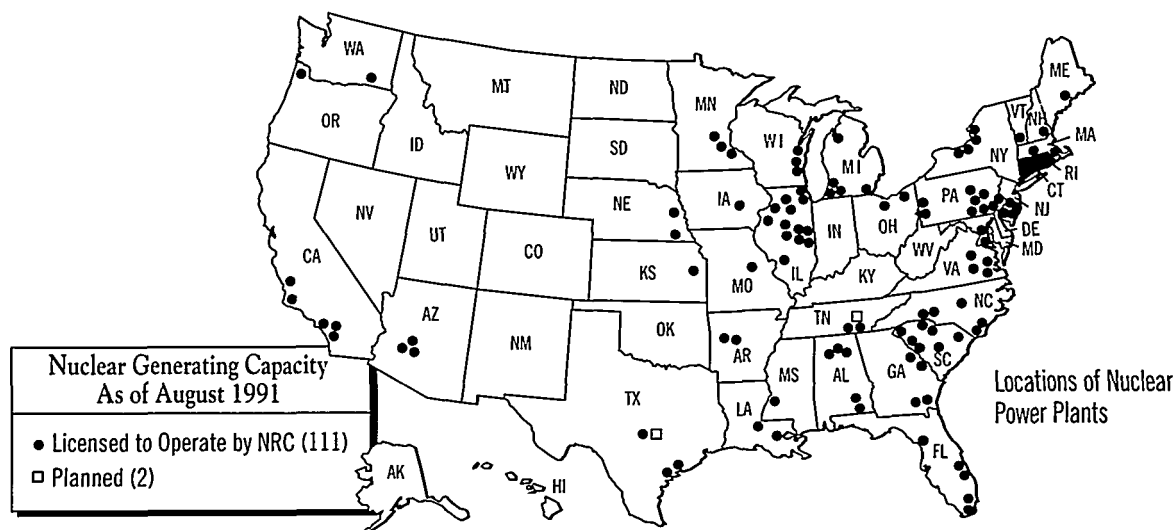 WA
MT
ND
MN
ME
VT
NH
MA
OR
ID
SD
WI
MI
NY
RI
CT
WY
IA
PA
NJ
NE
OH
DE
NV
UT
CO
IN
WV
MD
CA
KS
MO
IL
KY
VA
NC
TN
AZ
NM
OK
AR
SC
MS
AL
GA
TX
LA
FL
AK
HI
Nuclear Generating Capacity
As of August 1991
● Licensed to Operate by NRC (111)
□ Planned (2)
Locations of Nuclear
Power Plants